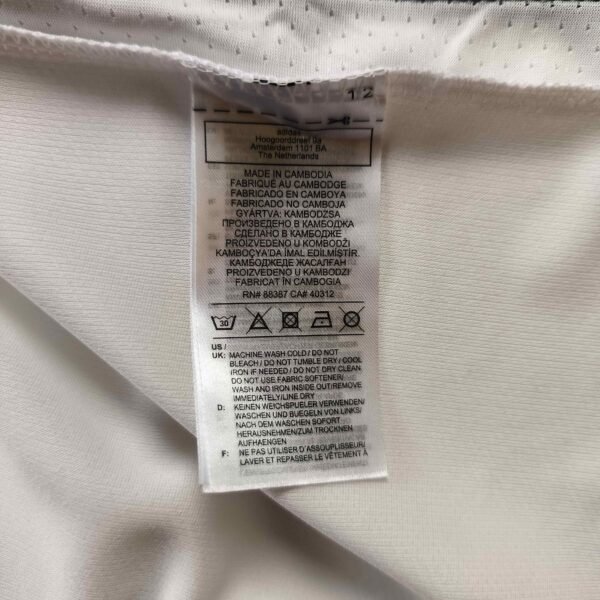 12
adidas
Hoogoorddreef 9a
Amsterdam 1101 BA
The Netherlands
MADE IN CAMBODIA
FABRIQUÉ AU CAMBODGE
FABRICADO EN CAMBOYA
FABRICADO NO CAMBOJA
GYÁRTVA: KAMBODZSA
ПРОИЗВЕДЕНО В КАМБОДЖА
СДЕЛАНО В КАМБОДЖЕ
PROIZVEDENO U KOMBODŽI
KAMBOÇYA'DA İMAL EDİLMİŞTİR.
КАМБОДЖЕДЕ ЖАСАЛҒАН
PROIZVEDENO U KAMBODZI
FABRICAT ÎN CAMBOGIA
RN# 88387 CA# 40312
30
US /
UK: MACHINE WASH COLD / DO NOT
BLEACH / DO NOT TUMBLE DRY / COOL
IRON IF NEEDED / DO NOT DRY CLEAN
DO NOT USE FABRIC SOFTENER/
WASH AND IRON INSIDE OUT/REMOVE
IMMEDIATELY/LINE DRY
D: KEINEN WEICHSPUELER VERWENDEN/
WASCHEN UND BUEGELN VON LINKS/
NACH DEM WASCHEN SOFORT
HERAUSNEHMEN/ZUM TROCKNEN
AUFHAENGEN
F: NE PAS UTILISER D'ASSOUPLISSEUR/
LAVER ET REPASSER LE VÊTEMENT À